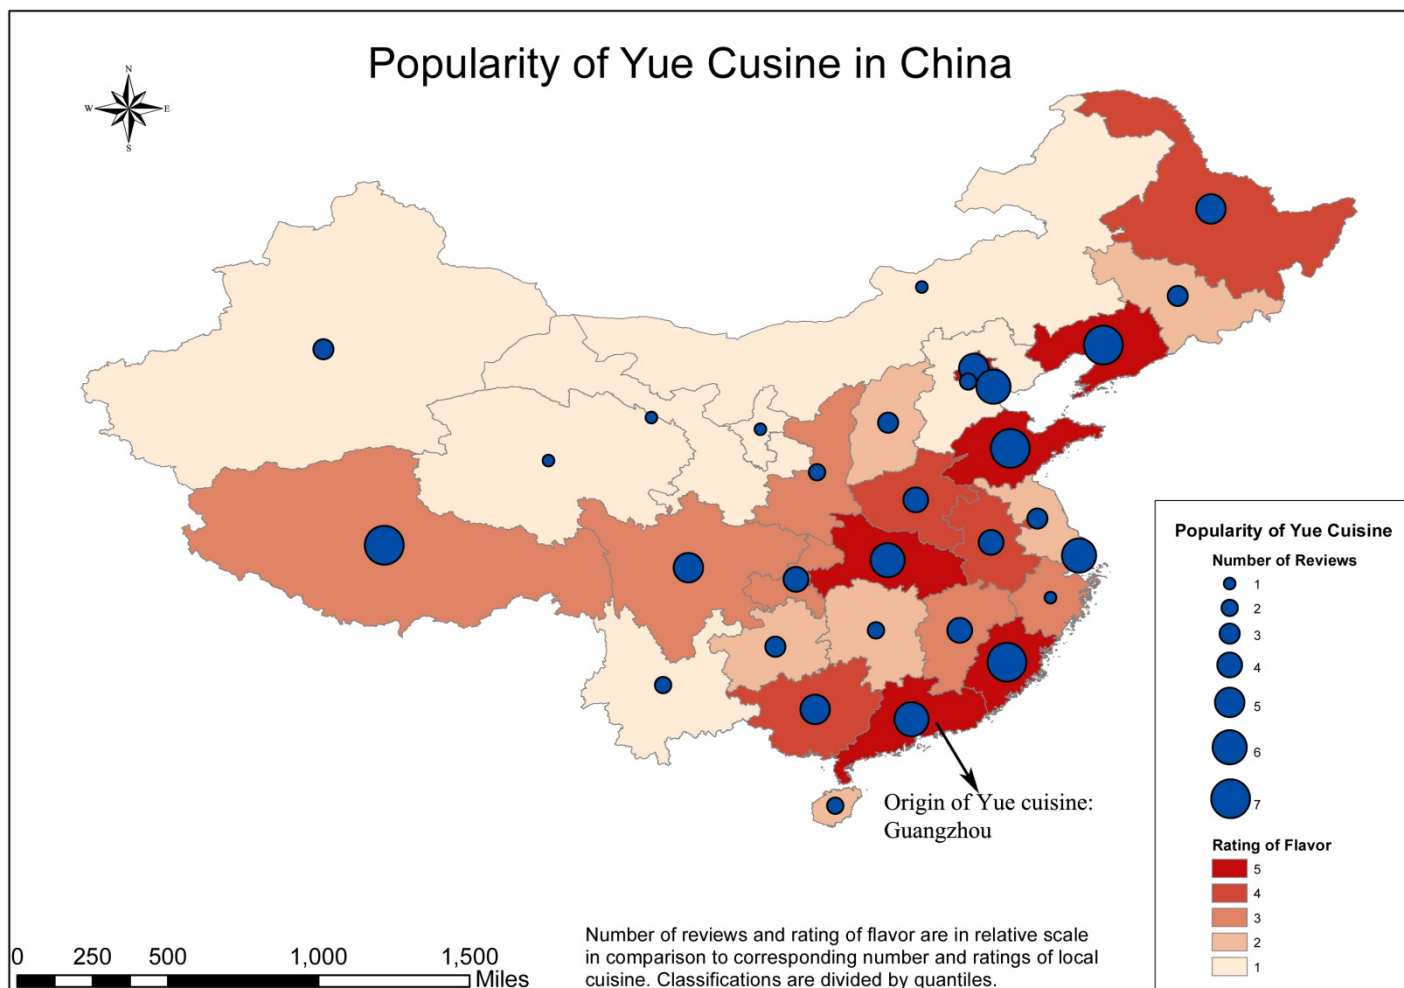 Popularity of Yue Cusine in China
N
W
E
S
Origin of Yue cuisine:
Guangzhou
Popularity of Yue Cuisine
Number of Reviews
1
2
3
4
5
6
7
Rating of Flavor
5
4
3
2
1
0 250 500 1,000 1,500
Miles
Number of reviews and rating of flavor are in relative scale
in comparison to corresponding number and ratings of local
cuisine. Classifications are divided by quantiles.